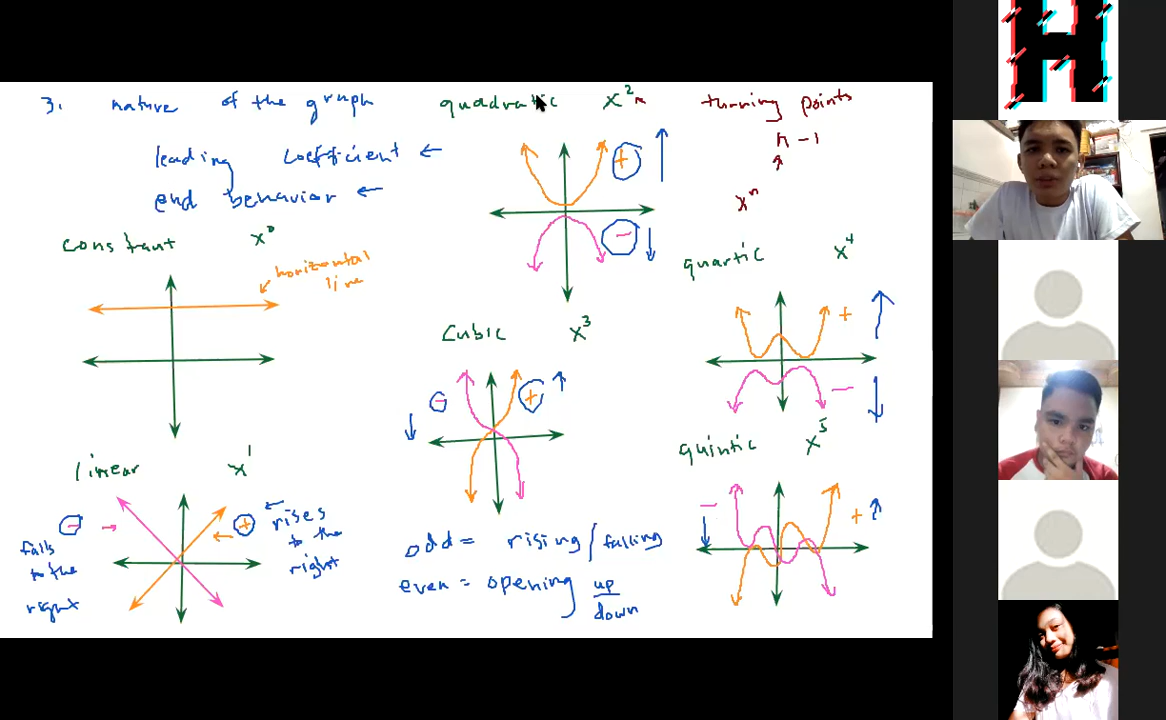 3. nature of the graph
leading coefficient ←
end behavior ←
constant x⁰
horizontal
line
linear x¹
⊖ →
falls
to the
right
⊕ ← rises
to the
right
quadratic x²
+ ↑
− ↓
cubic x³
⊖ ↓
⊕ ↑
odd = rising/falling
even = opening up
down
turning points
n - 1
xⁿ
quartic x⁴
+ ↑
− ↓
quintic x⁵
− ↓
+ ↑
H